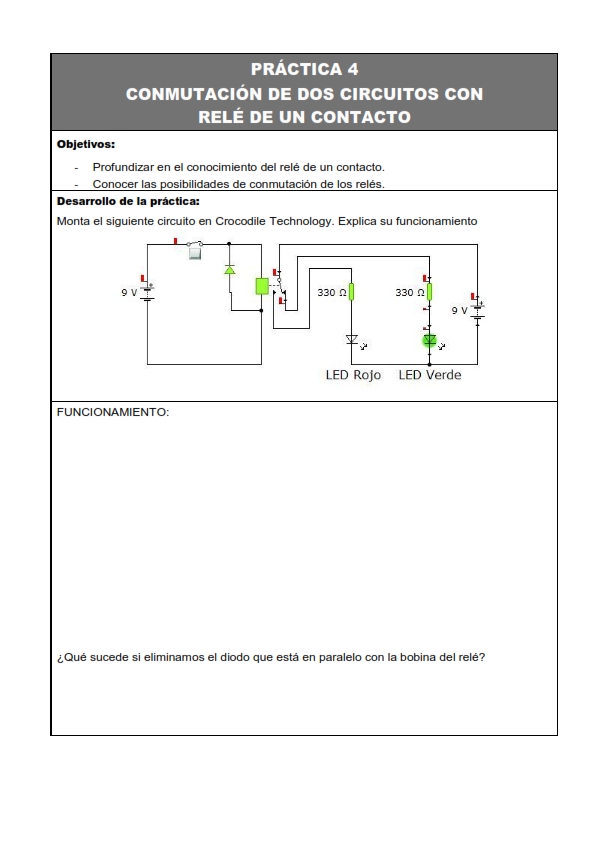 PRÁCTICA 4
CONMUTACIÓN DE DOS CIRCUITOS CON
RELÉ DE UN CONTACTO
Objetivos:
- Profundizar en el conocimiento del relé de un contacto.
- Conocer las posibilidades de conmutación de los relés.
Desarrollo de la práctica:
Monta el siguiente circuito en Crocodile Technology. Explica su funcionamiento
9 V
330 Ω
330 Ω
9 V
LED Rojo
LED Verde
FUNCIONAMIENTO:
¿Qué sucede si eliminamos el diodo que está en paralelo con la bobina del relé?